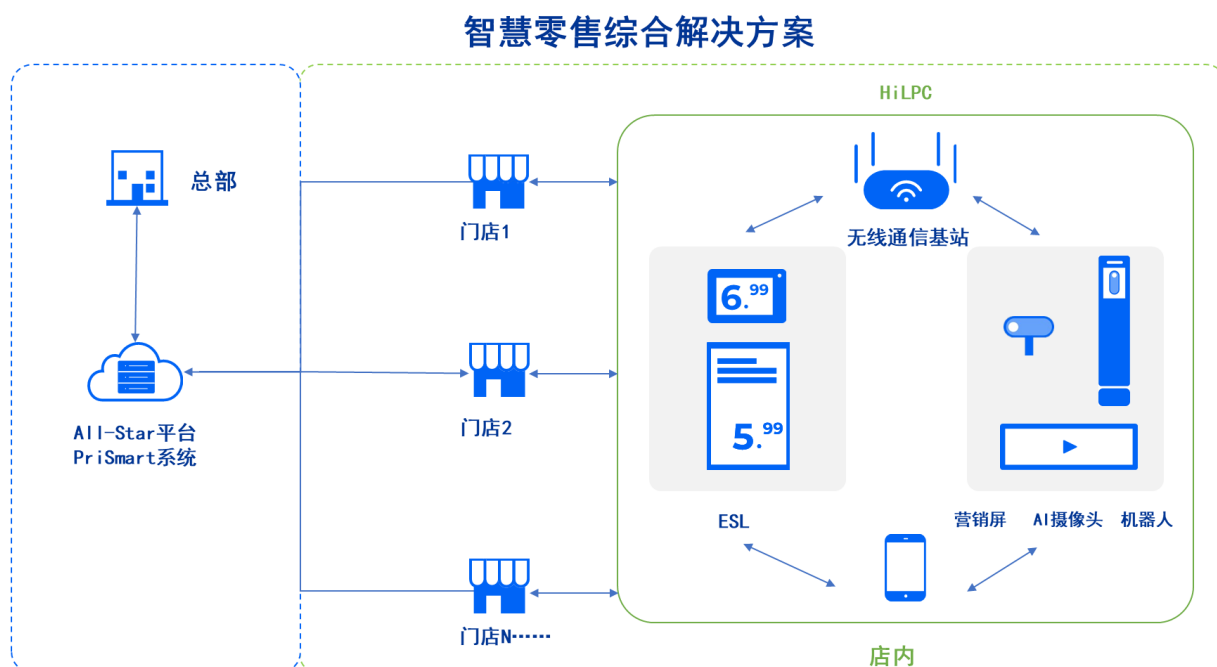 智慧零售综合解决方案
HiLPC
总部
门店1
无线通信基站
6.99
5.99
门店2
All-Star平台
PriSmart系统
ESL
营销屏 AI摄像头 机器人
门店N……
店内